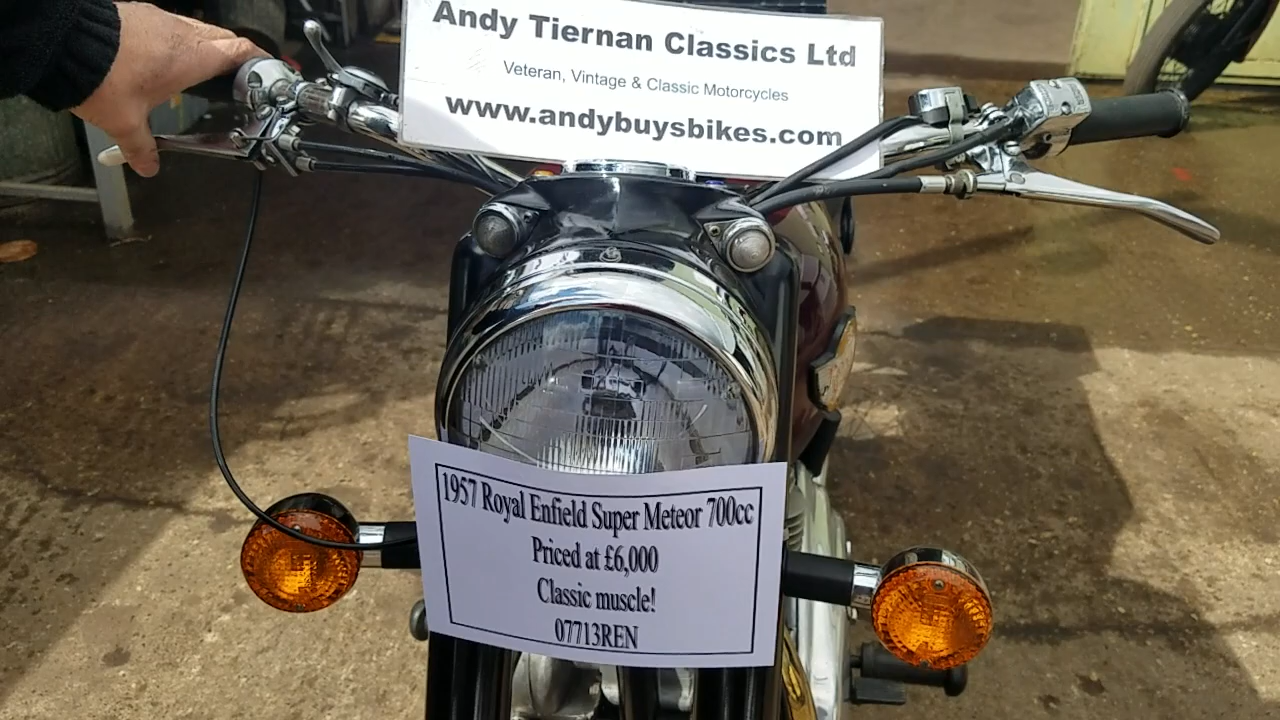 Andy Tiernan Classics Ltd
Veteran, Vintage & Classic Motorcycles
www.andybuysbikes.com
1957 Royal Enfield Super Meteor 700cc
Priced at £6,000
Classic muscle!
07713REN